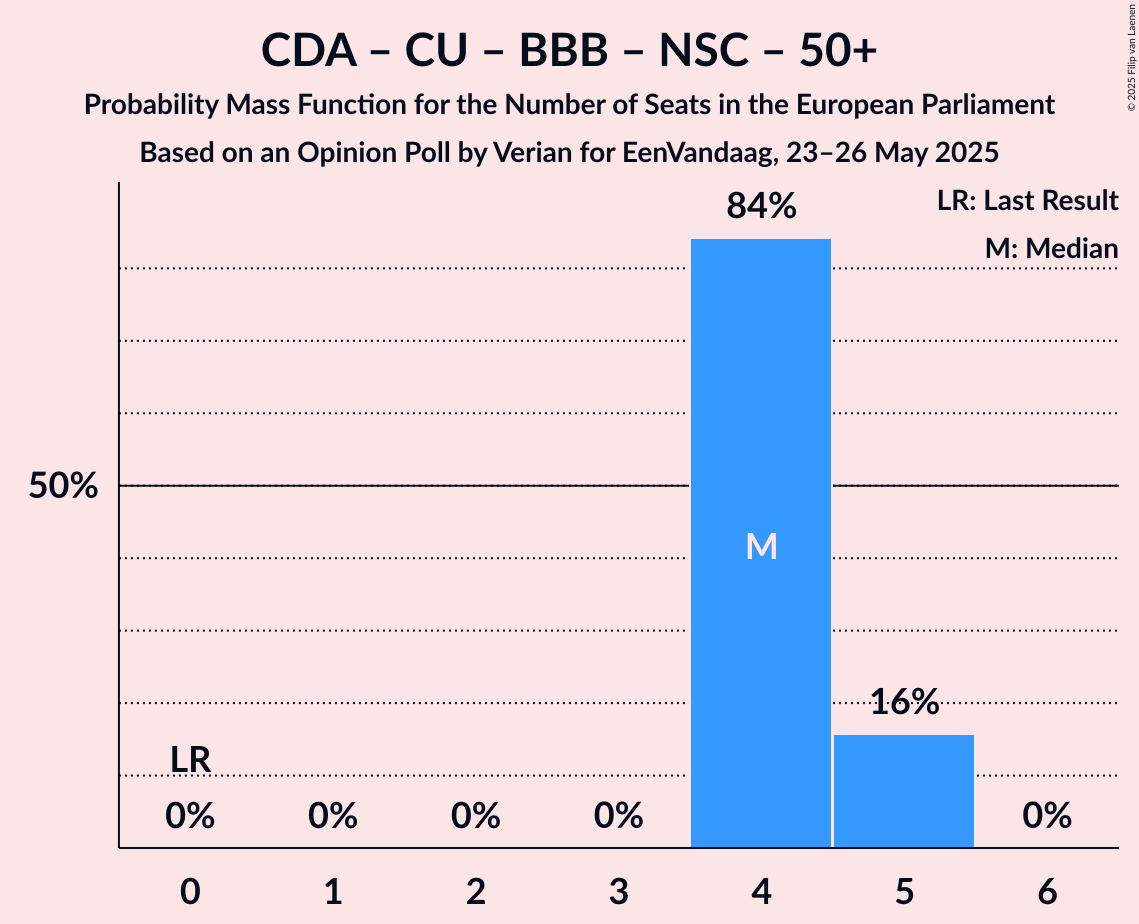 CDA – CU – BBB – NSC – 50+
Probability Mass Function for the Number of Seats in the European Parliament
Based on an Opinion Poll by Verian for EenVandaag, 23–26 May 2025
© 2025 Filip van Laenen
LR: Last Result
M: Median
84%
50%
M
16%
LR
0% 0% 0% 0% 0%
0 1 2 3 4 5 6